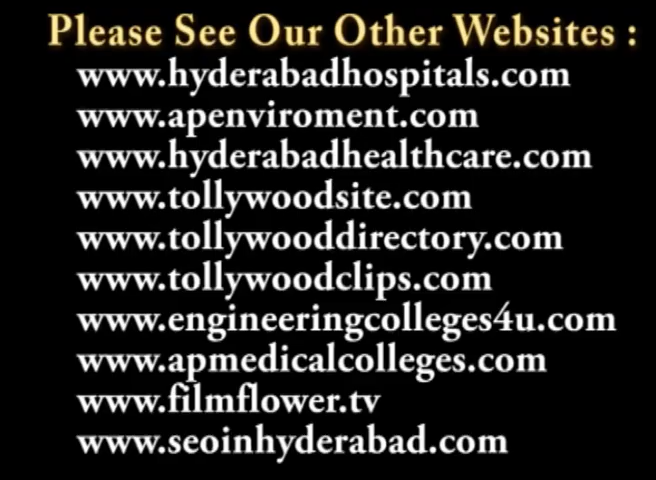 Please See Our Other Websites :
www.hyderabadhospitals.com
www.apenviroment.com
www.hyderabadhealthcare.com
www.tollywoodsite.com
www.tollywooddirectory.com
www.tollywoodclips.com
www.engineeringcolleges4u.com
www.apmedicalcolleges.com
www.filmflower.tv
www.seoinhyderabad.com